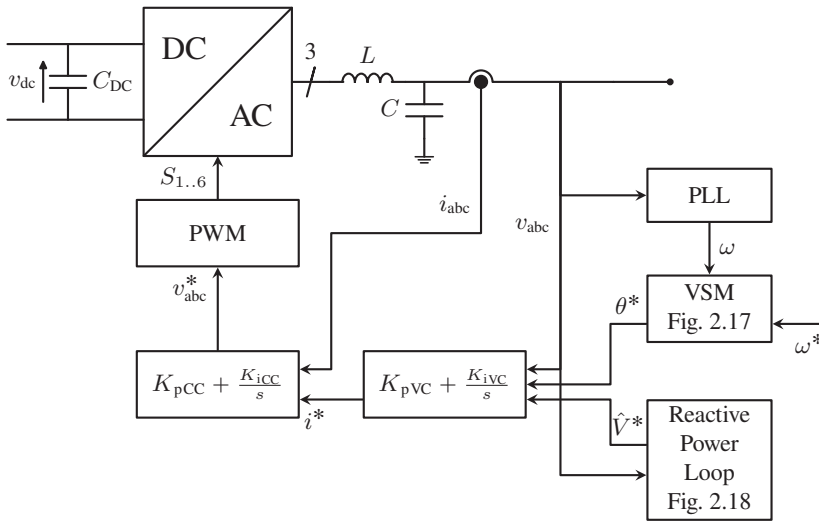 DC
3
L
v_dc
C_DC
AC
C
S_1..6
i_abc
v_abc
PLL
PWM
ω
v_abc*
θ*
VSM
Fig. 2.17
ω*
K_pCC + K_iCC/s
K_pVC + K_iVC/s
i*
V̂*
Reactive
Power
Loop
Fig. 2.18